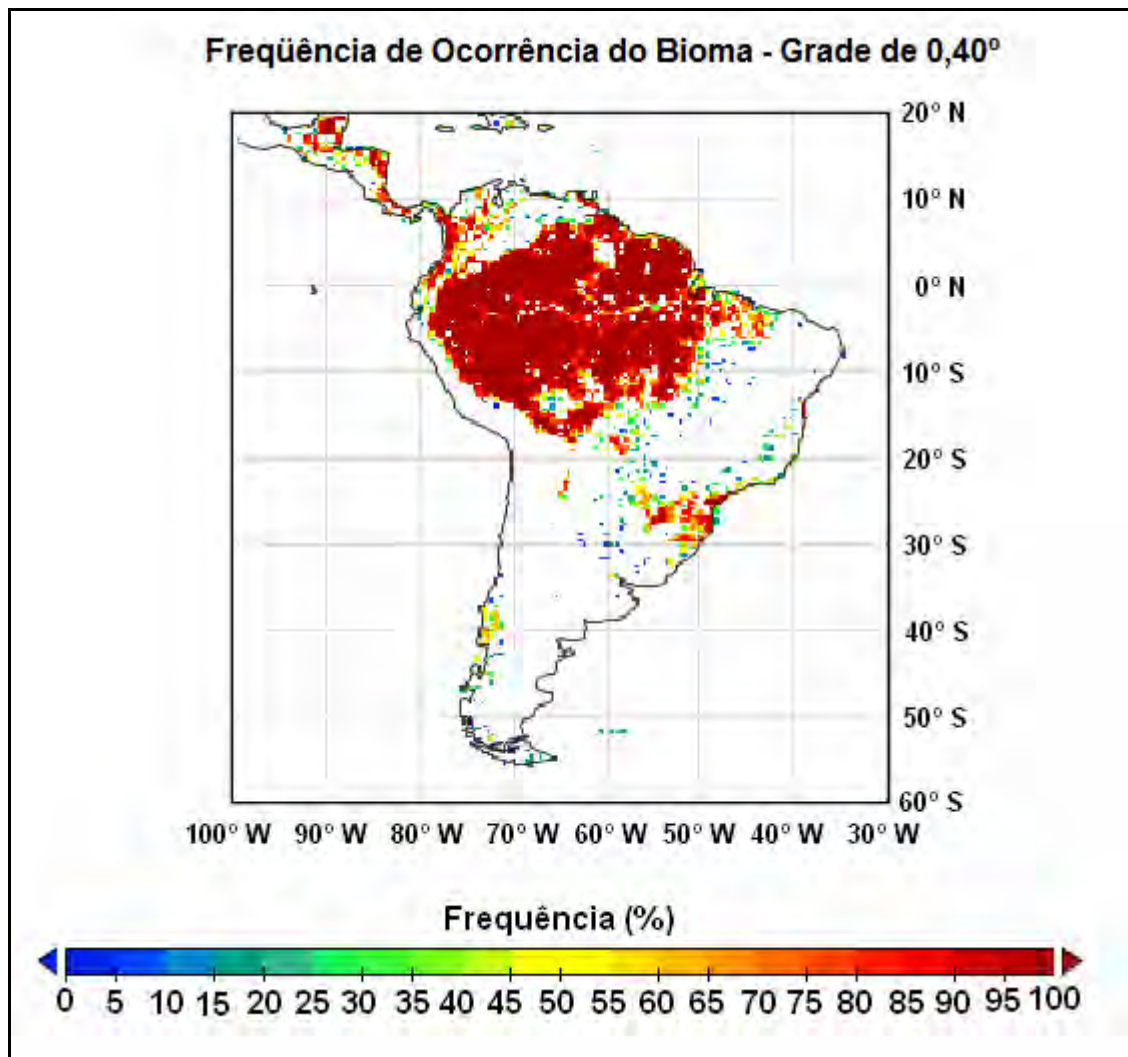 Freqüência de Ocorrência do Bioma - Grade de 0,40º
20° N
10° N
0° N
10° S
20° S
30° S
40° S
50° S
60° S
100° W 90° W 80° W 70° W 60° W 50° W 40° W 30° W
Frequência (%)
0 5 10 15 20 25 30 35 40 45 50 55 60 65 70 75 80 85 90 95 100